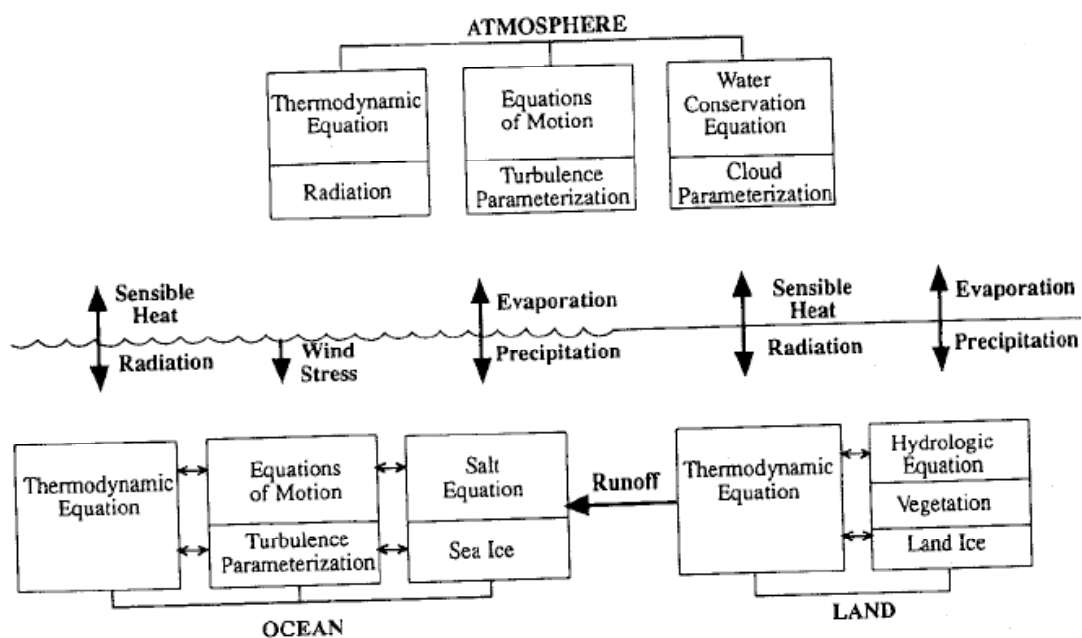 ATMOSPHERE
Thermodynamic
Equation
Radiation
Equations
of Motion
Turbulence
Parameterization
Water
Conservation
Equation
Cloud
Parameterization
Sensible
Heat
Radiation
Wind
Stress
Evaporation
Precipitation
Sensible
Heat
Radiation
Evaporation
Precipitation
Thermodynamic
Equation
Equations
of Motion
Turbulence
Parameterization
Salt
Equation
Sea Ice
OCEAN
Runoff
Thermodynamic
Equation
Hydrologic
Equation
Vegetation
Land Ice
LAND